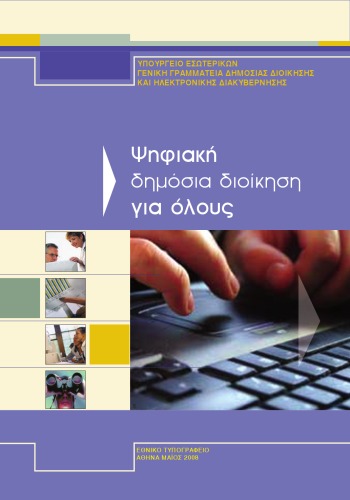 ΥΠΟΥΡΓΕΙΟ ΕΣΩΤΕΡΙΚΩΝ
ΓΕΝΙΚΗ ΓΡΑΜΜΑΤΕΙΑ ΔΗΜΟΣΙΑΣ ΔΙΟΙΚΗΣΗΣ
ΚΑΙ ΗΛΕΚΤΡΟΝΙΚΗΣ ΔΙΑΚΥΒΕΡΝΗΣΗΣ
Ψηφιακή
δημόσια διοίκηση
για όλους
ΕΘΝΙΚΟ ΤΥΠΟΓΡΑΦΕΙΟ
ΑΘΗΝΑ ΜΑΪΟΣ 2008